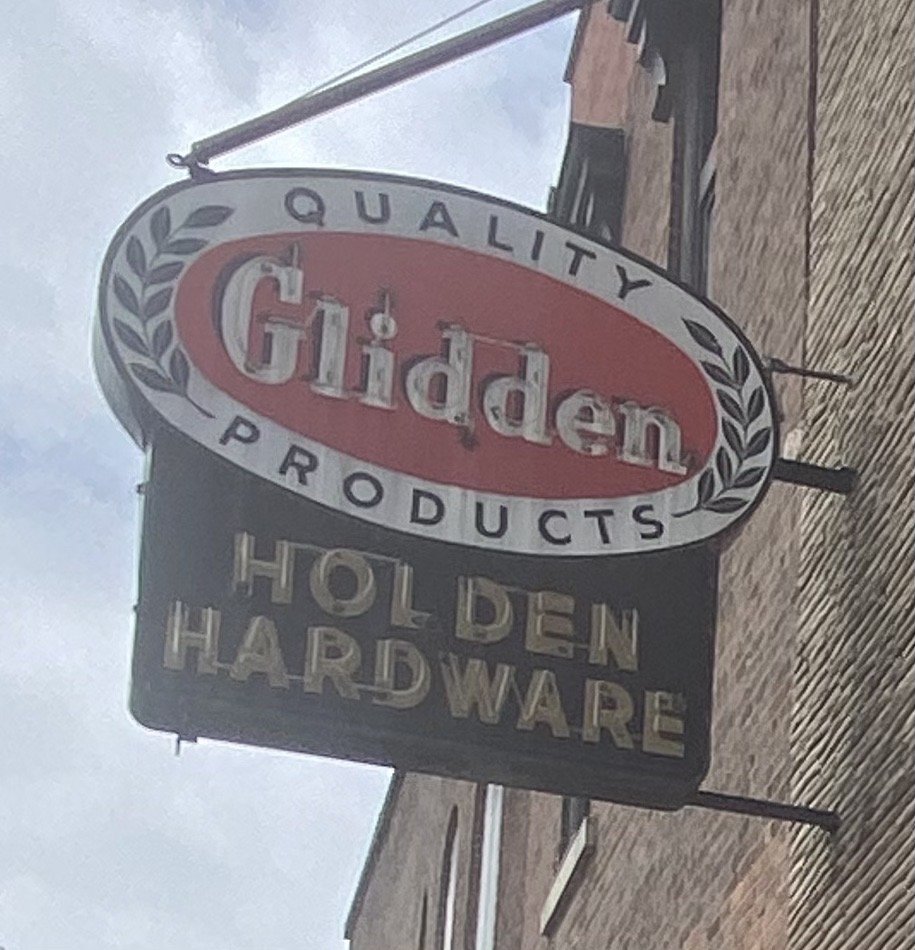 QUALITY
Glidden
PRODUCTS
HOLDEN
HARDWARE